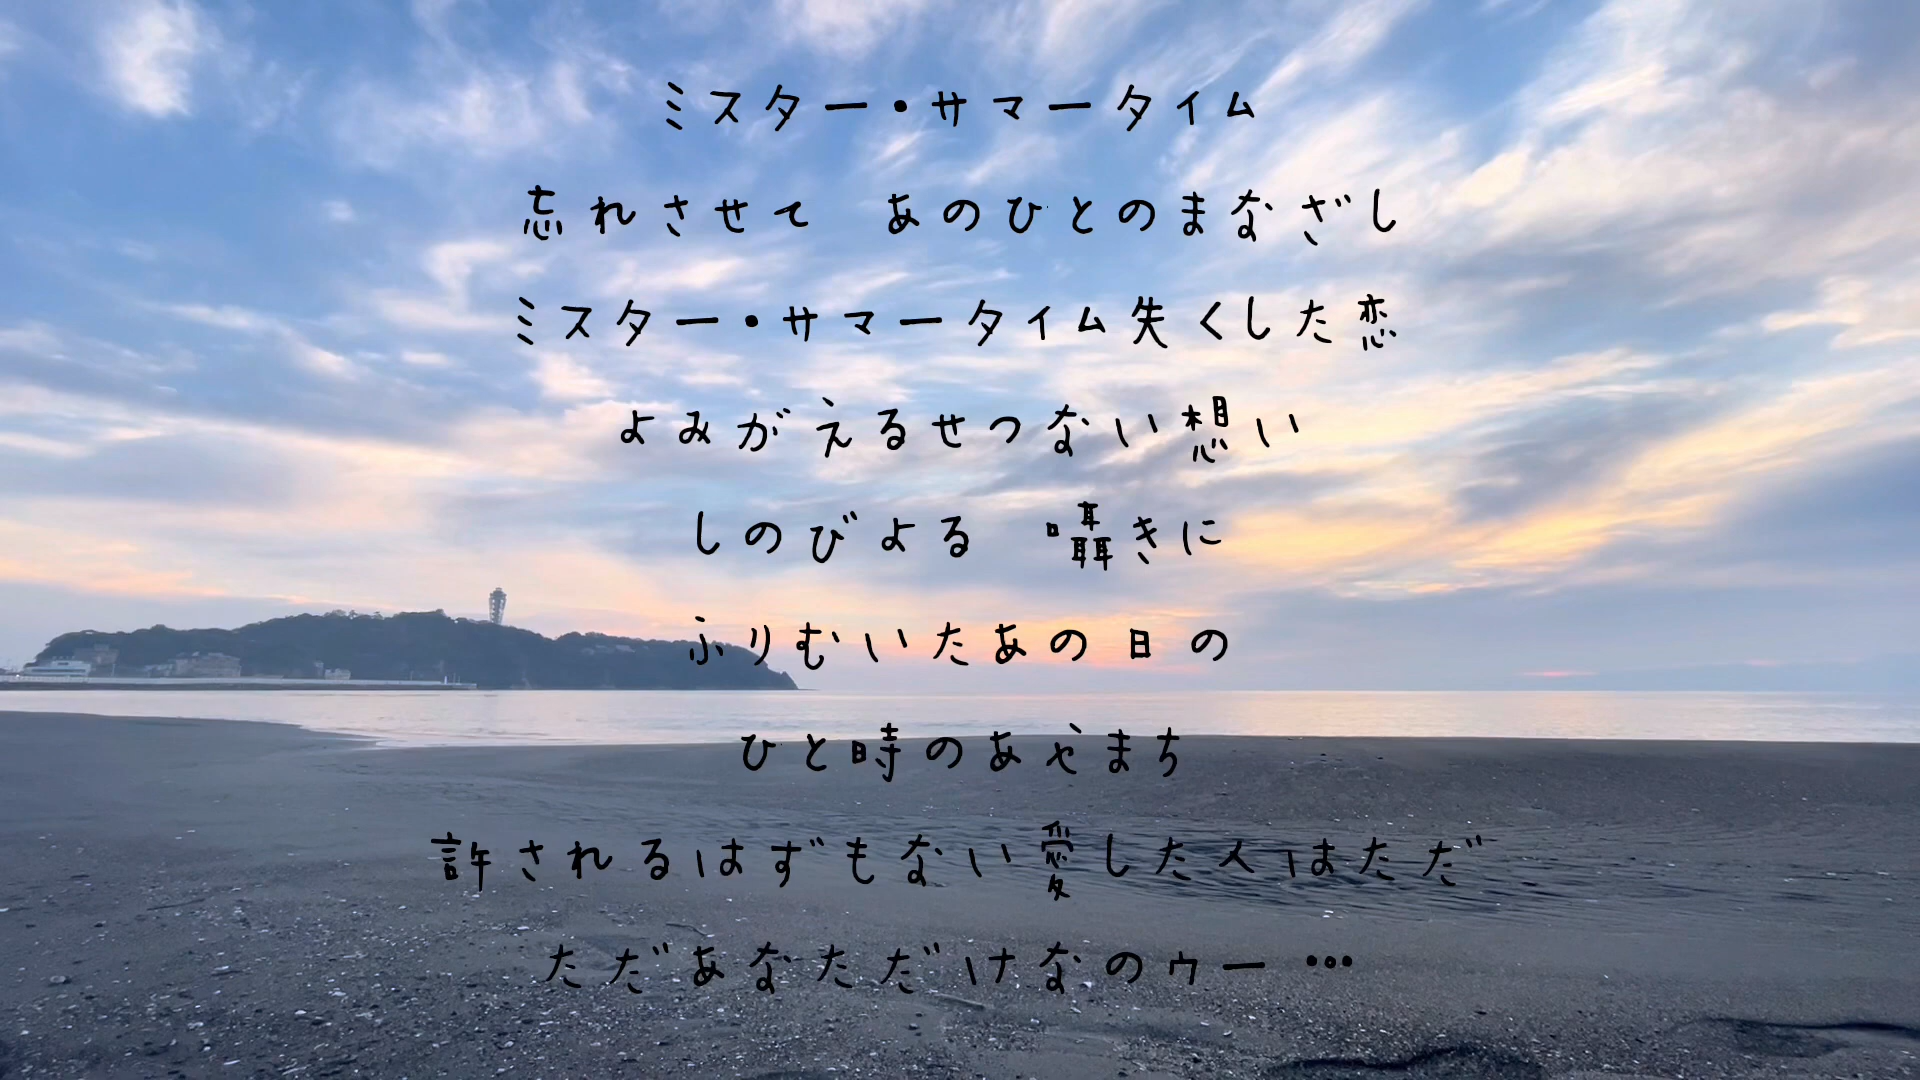 ミスター・サマータイム
忘れさせて　あのひとのまなざし
ミスター・サマータイム失くした恋
よみがえるせつない想い
しのびよる　囁きに
ふりむいたあの日の
ひと時のあやまち
許されるはずもない愛した人はただ
ただあなただけなのゥー…